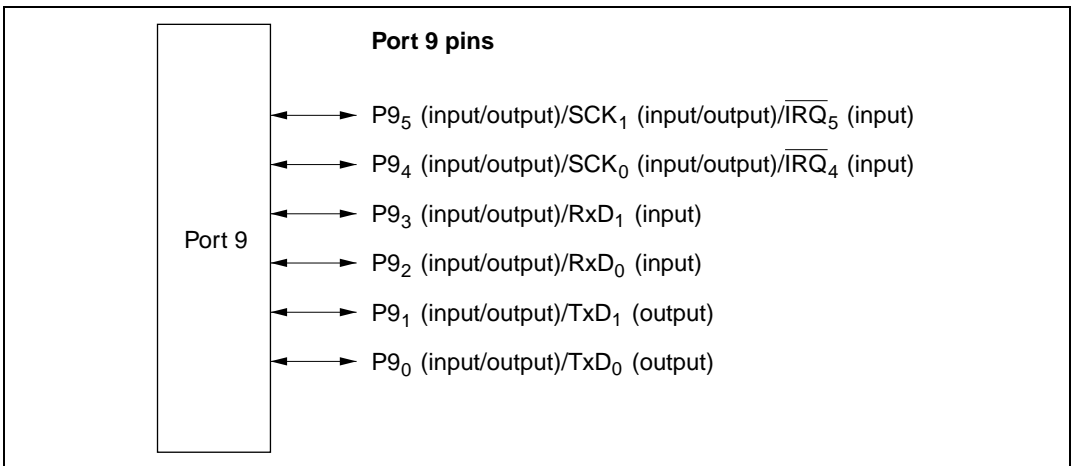 Port 9 pins
P9₅ (input/output)/SCK₁ (input/output)/I̅R̅Q̅₅ (input)
P9₄ (input/output)/SCK₀ (input/output)/I̅R̅Q̅₄ (input)
P9₃ (input/output)/RxD₁ (input)
Port 9
P9₂ (input/output)/RxD₀ (input)
P9₁ (input/output)/TxD₁ (output)
P9₀ (input/output)/TxD₀ (output)